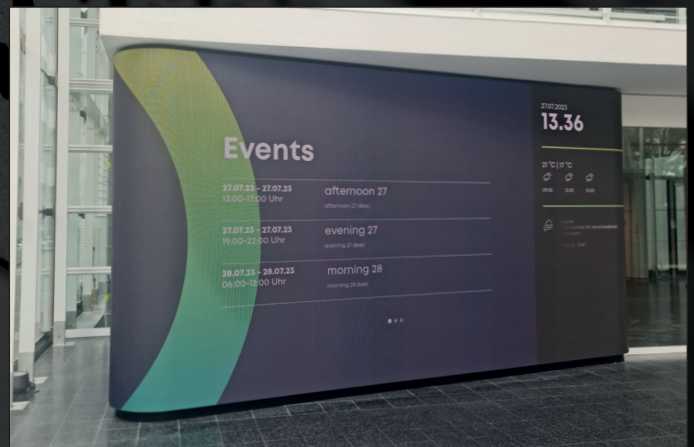 Events
27.07.23 - 27.07.23
13:00-17:00 Uhr
afternoon 27
afternoon 27 desc
27.07.23 - 27.07.23
19:00-22:00 Uhr
evening 27
evening 27 desc
28.07.23 - 28.07.23
06:00-12:00 Uhr
morning 28
morning 28 desc
27.07.2023
13.36